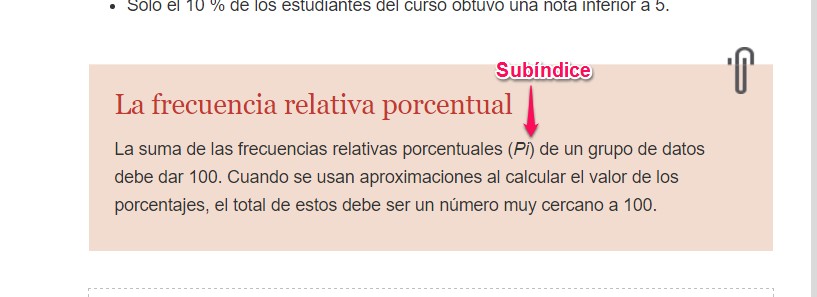 • Solo el 10 % de los estudiantes del curso obtuvo una nota inferior a 5.
Subíndice
La frecuencia relativa porcentual
La suma de las frecuencias relativas porcentuales (Pi) de un grupo de datos
debe dar 100. Cuando se usan aproximaciones al calcular el valor de los
porcentajes, el total de estos debe ser un número muy cercano a 100.